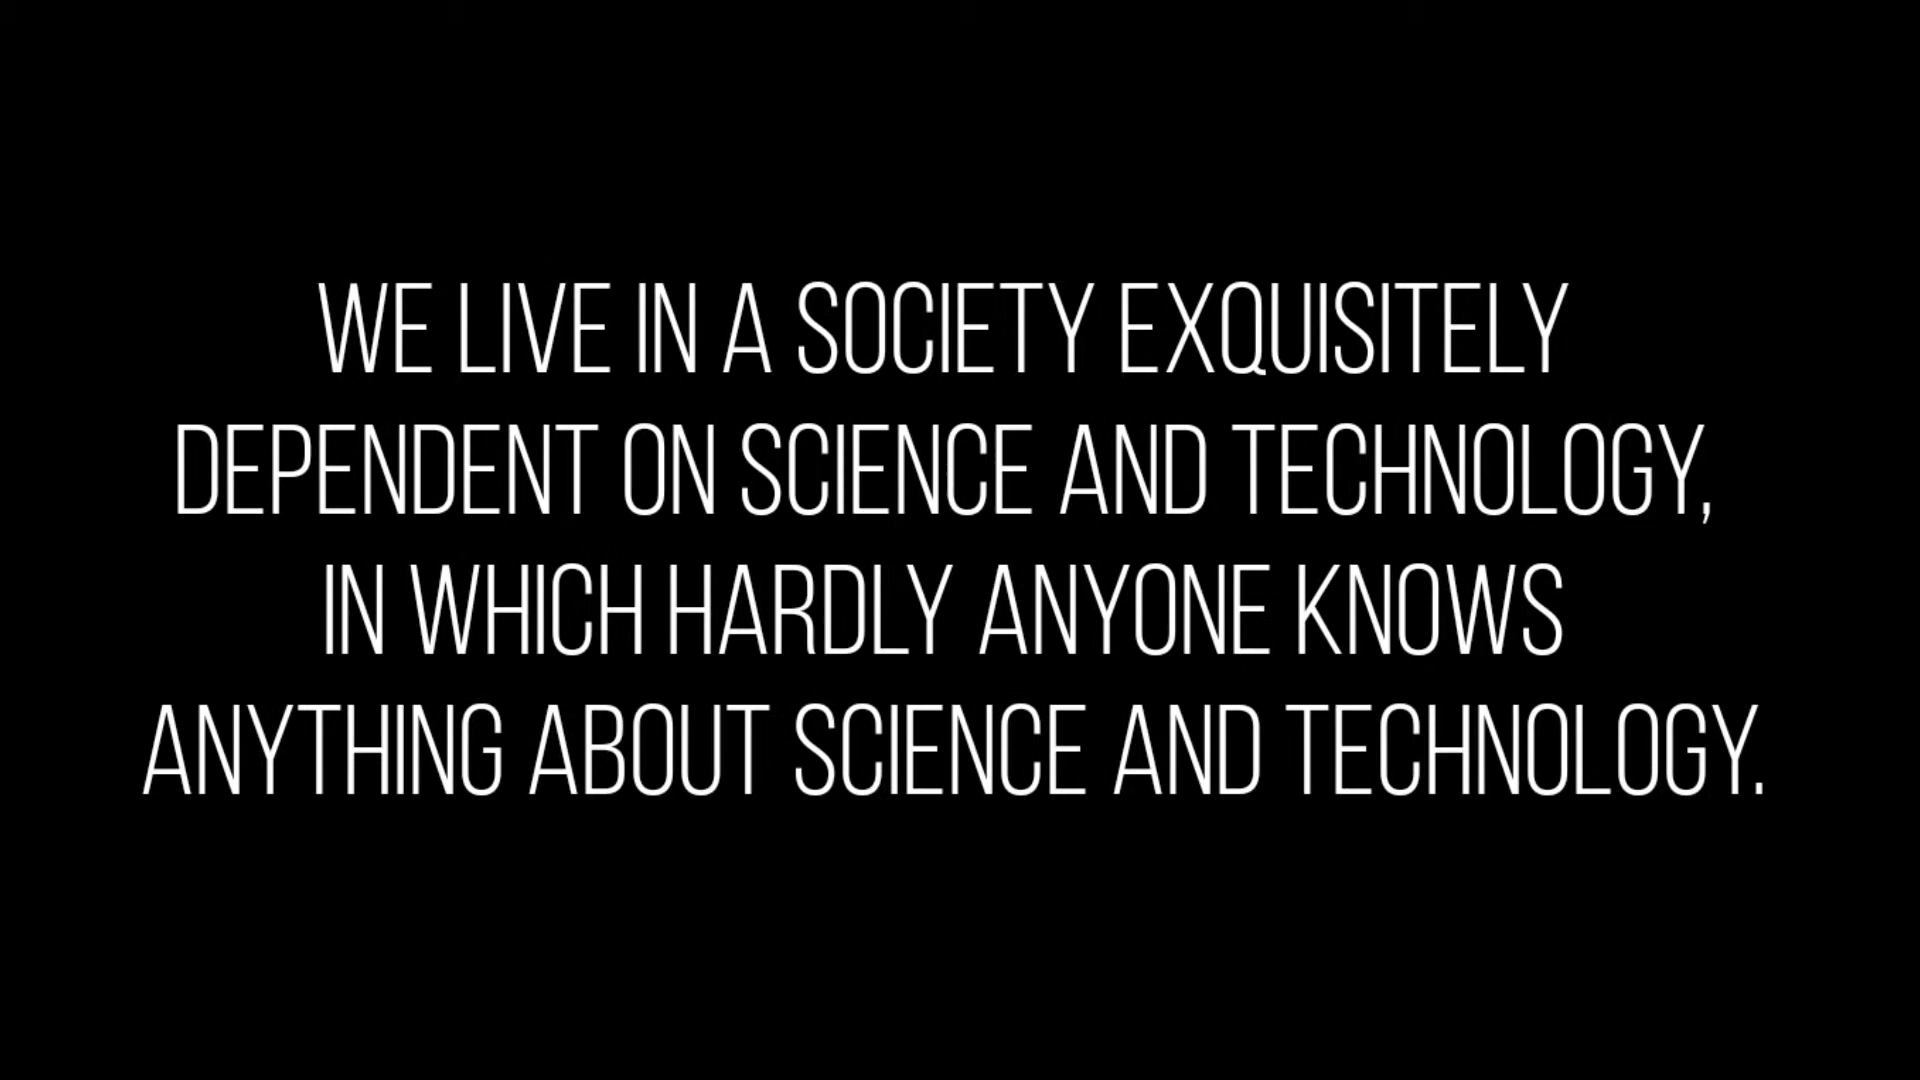 WE LIVE IN A SOCIETY EXQUISITELY
DEPENDENT ON SCIENCE AND TECHNOLOGY,
IN WHICH HARDLY ANYONE KNOWS
ANYTHING ABOUT SCIENCE AND TECHNOLOGY.